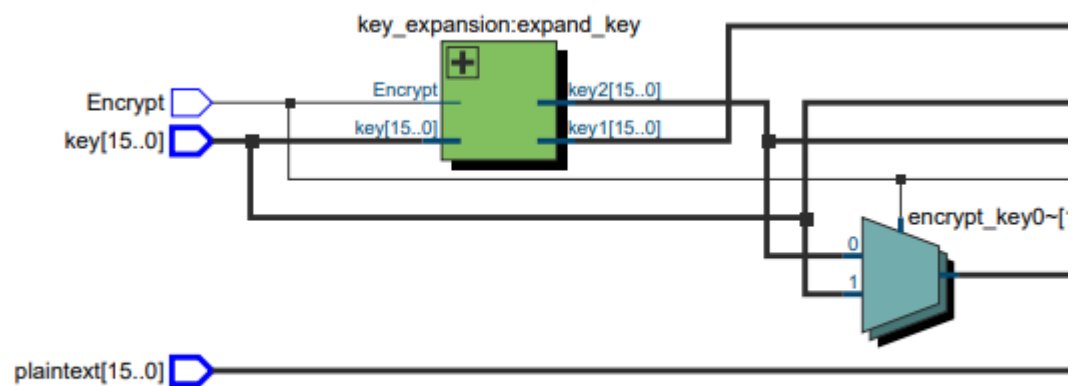 key_expansion:expand_key
Encrypt
Encrypt
key2[15..0]
key[15..0]
key[15..0]
key1[15..0]
encrypt_key0~[
0
1
plaintext[15..0]